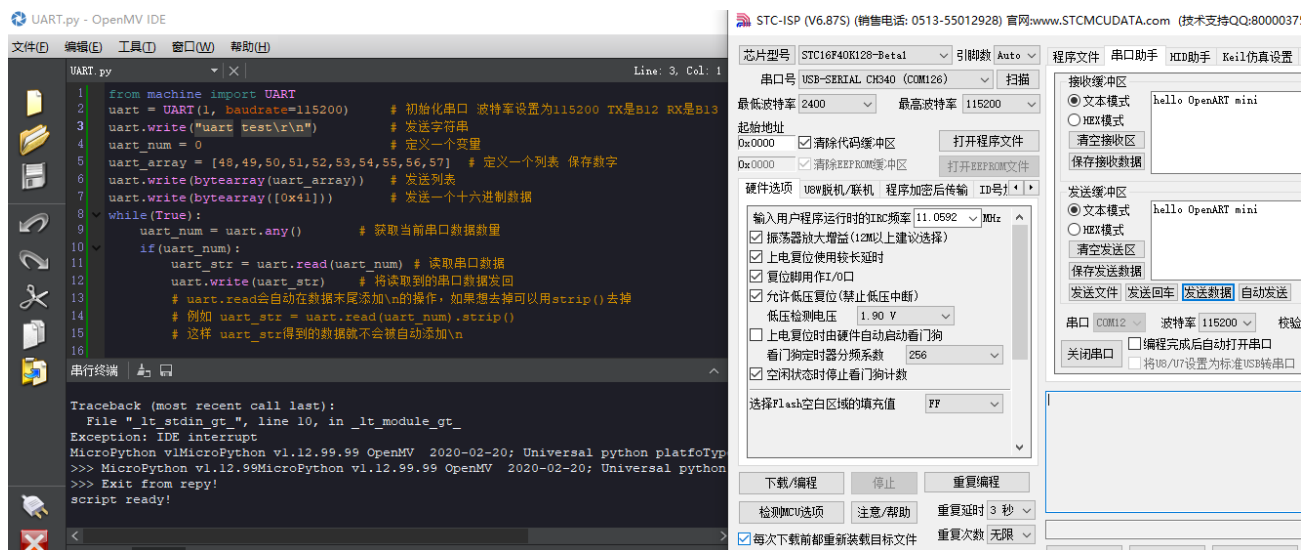 UART.py - OpenMV IDE
文件(F) 编辑(E) 工具(T) 窗口(W) 帮助(H)
UART.py
Line: 3, Col: 1
1 from machine import UART
2 uart = UART(1, baudrate=115200) # 初始化串口 波特率设置为115200 TX是B12 RX是B13
3 uart.write("uart test\r\n") # 发送字符串
4 uart_num = 0 # 定义一个变量
5 uart_array = [48,49,50,51,52,53,54,55,56,57] # 定义一个列表 保存数字
6 uart.write(bytearray(uart_array)) # 发送列表
7 uart.write(bytearray([0x41])) # 发送一个十六进制数据
8 while(True):
9 uart_num = uart.any() # 获取当前串口数据数量
10 if(uart_num):
11 uart_str = uart.read(uart_num) # 读取串口数据
12 uart.write(uart_str) # 将读取到的串口数据发回
13 # uart.read会自动在数据末尾添加\n的操作，如果想去掉可以用strip()去掉
14 # 例如 uart_str = uart.read(uart_num).strip()
15 # 这样 uart_str得到的数据就不会被自动添加\n
16
串行终端
Traceback (most recent call last):
File "_lt_stdin_gt_", line 10, in _lt_module_gt_
Exception: IDE interrupt
MicroPython v1MicroPython v1.12.99.99 OpenMV 2020-02-20; Universal python platfoTyp
>>> MicroPython v1.12.99MicroPython v1.12.99.99 OpenMV 2020-02-20; Universal python
>>> Exit from repy!
script ready!
STC-ISP (V6.87S) (销售电话: 0513-55012928) 官网:www.STCMCUDATA.com (技术支持QQ:80000375
芯片型号 STC16F40K128-Beta1 引脚数 Auto
串口号 USB-SERIAL CH340 (COM126) 扫描
最低波特率 2400 最高波特率 115200
起始地址
0x0000 清除代码缓冲区 打开程序文件
0x0000 清除EEPROM缓冲区 打开EEPROM文件
硬件选项 U8W脱机/联机 程序加密后传输 ID号
输入用户程序运行时的IRC频率 11.0592 MHz
振荡器放大增益(12M以上建议选择)
上电复位使用较长延时
复位脚用作I/O口
允许低压复位(禁止低压中断)
低压检测电压 1.90 V
上电复位时由硬件自动启动看门狗
看门狗定时器分频系数 256
空闲状态时停止看门狗计数
选择Flash空白区域的填充值 FF
下载/编程 停止 重复编程
检测MCU选项 注意/帮助 重复延时 3 秒
每次下载前都重新装载目标文件 重复次数 无限
程序文件 串口助手 HID助手 Keil仿真设置
接收缓冲区
文本模式 hello OpenART mini
HEX模式
清空接收区
保存接收数据
发送缓冲区
文本模式 hello OpenART mini
HEX模式
清空发送区
保存发送数据
发送文件 发送回车 发送数据 自动发送
串口 COM12 波特率 115200 校验
关闭串口 编程完成后自动打开串口
将U8/U7设置为标准USB转串口